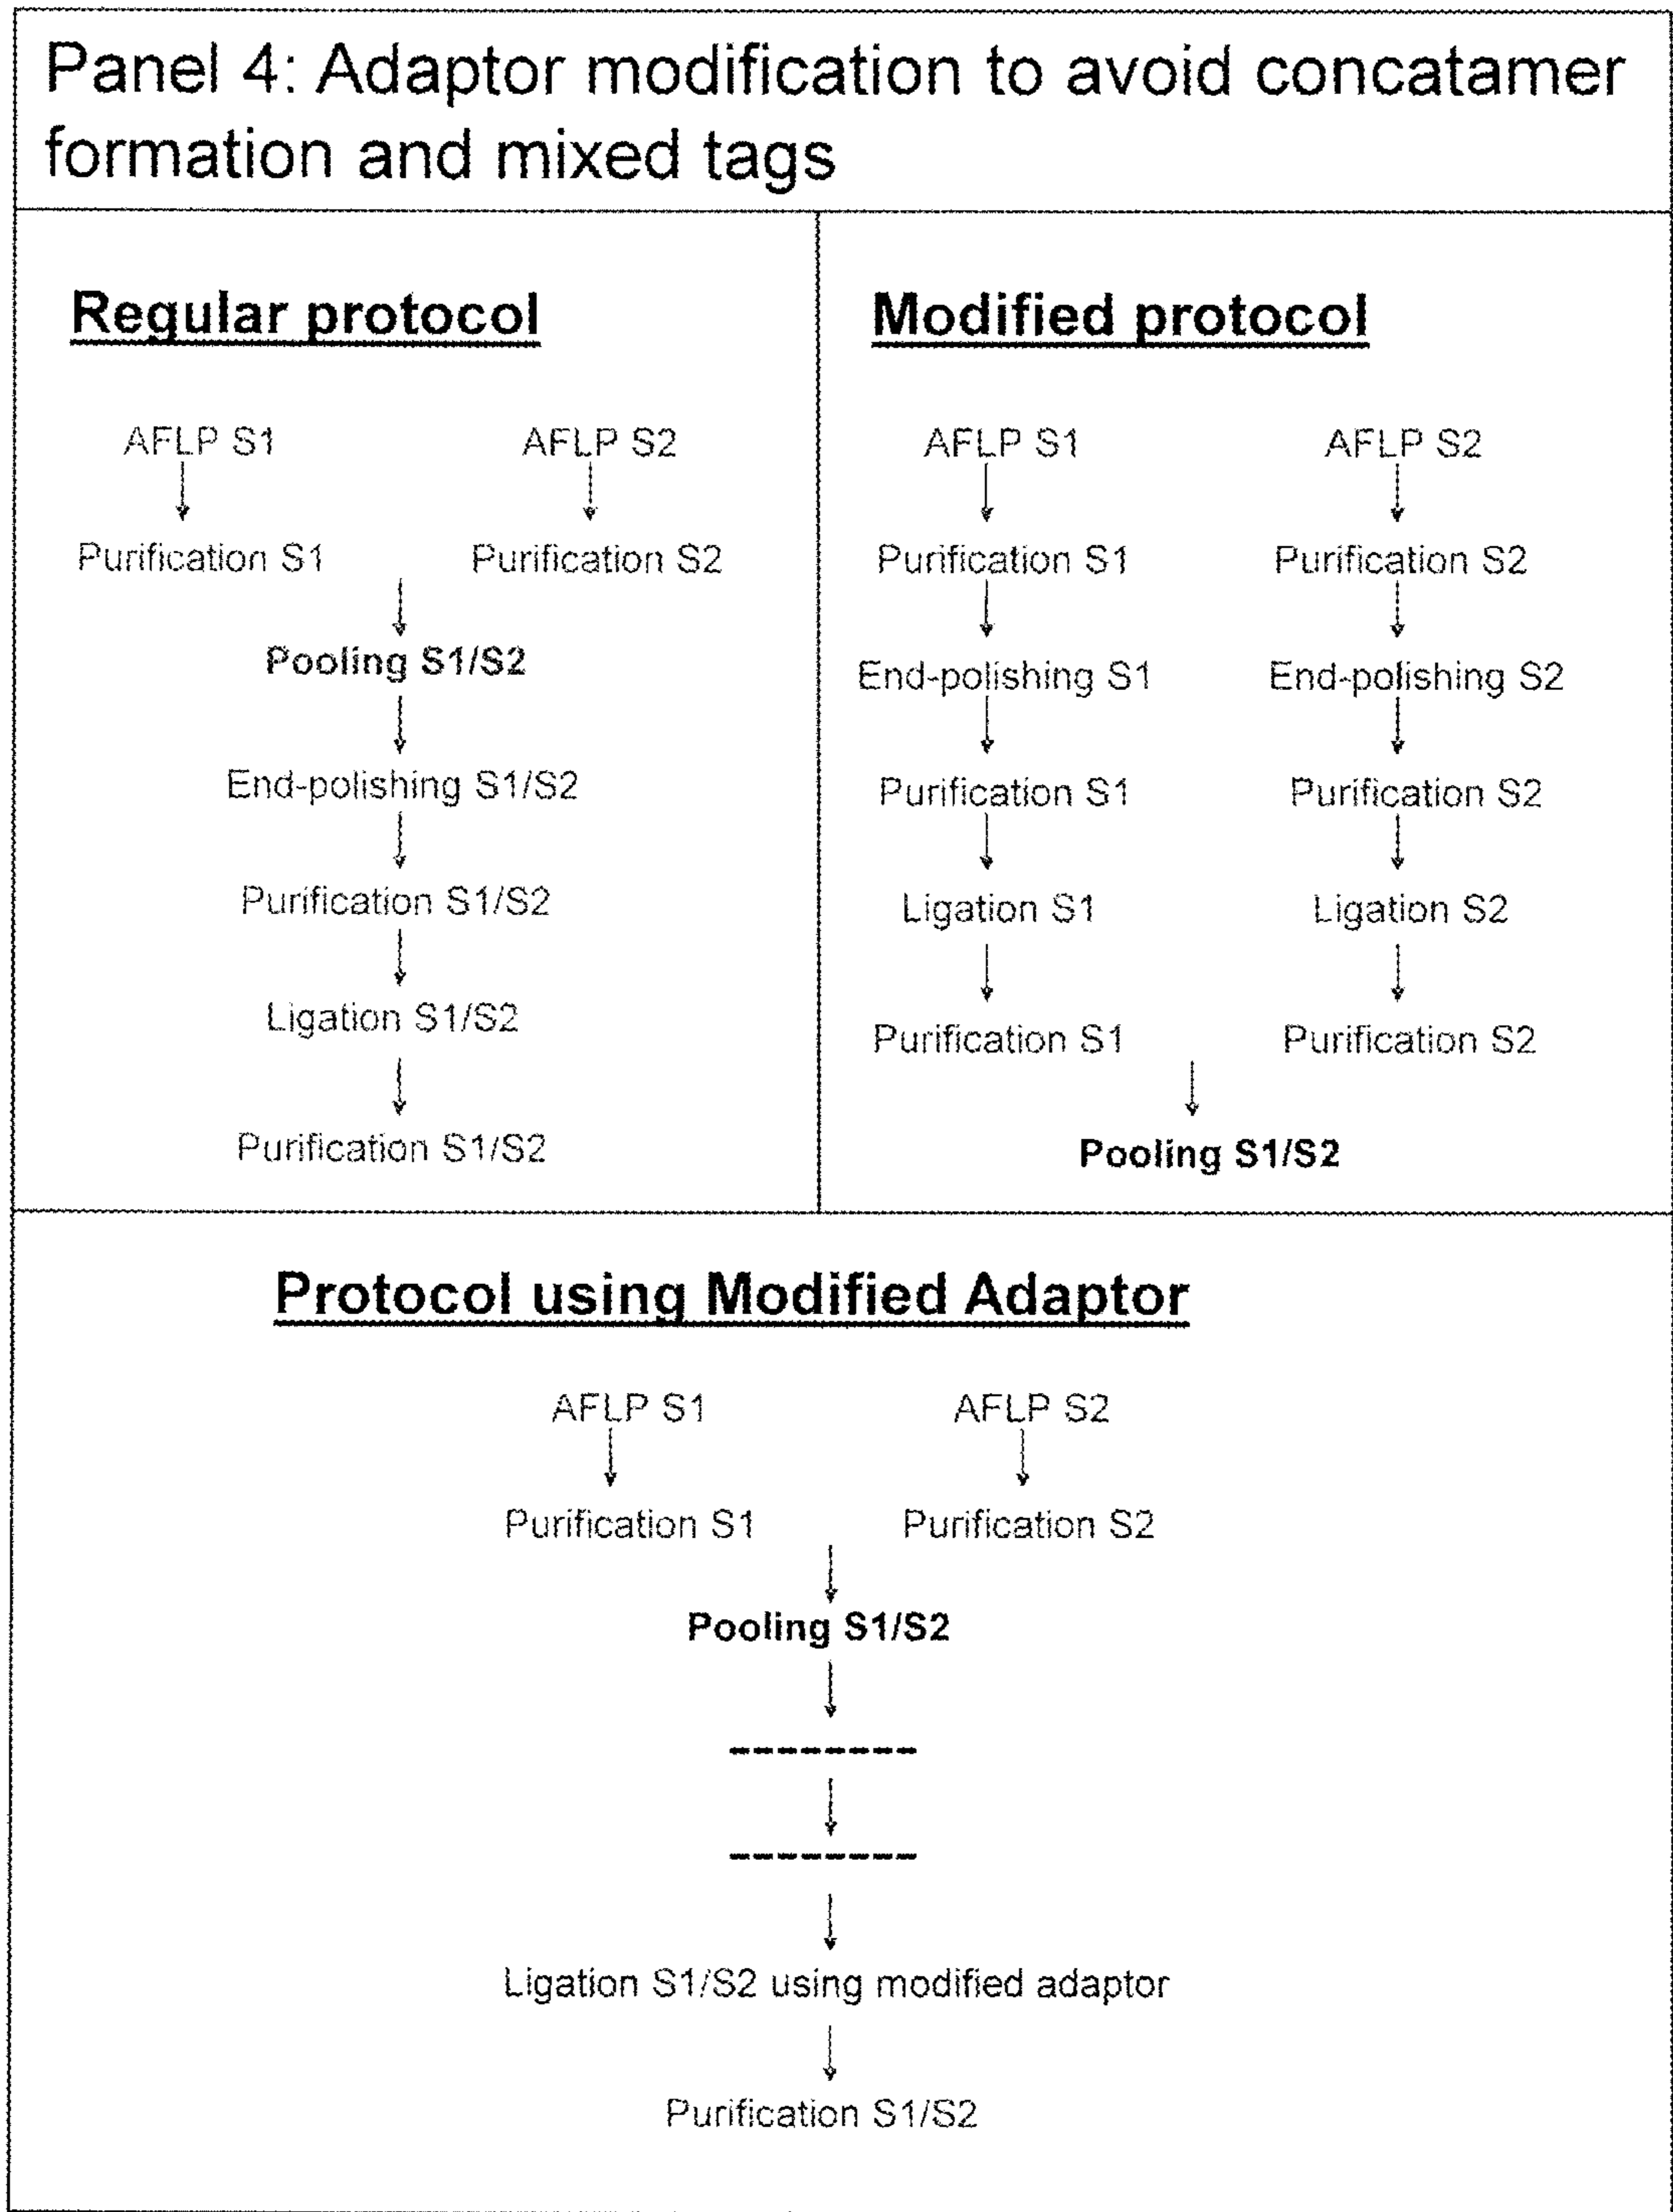 Panel 4: Adaptor modification to avoid concatamer
formation and mixed tags
Regular protocol
AFLP S1 AFLP S2
Purification S1 Purification S2
Pooling S1/S2
End-polishing S1/S2
Purification S1/S2
Ligation S1/S2
Purification S1/S2
Modified protocol
AFLP S1 AFLP S2
Purification S1 Purification S2
End-polishing S1 End-polishing S2
Purification S1 Purification S2
Ligation S1 Ligation S2
Purification S1 Purification S2
Pooling S1/S2
Protocol using Modified Adaptor
AFLP S1 AFLP S2
Purification S1 Purification S2
Pooling S1/S2
--------
--------
Ligation S1/S2 using modified adaptor
Purification S1/S2